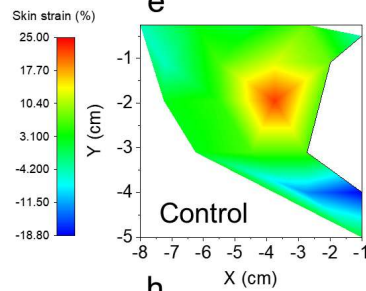 e
Skin strain (%)
25.00
17.70
10.40
3.100
-4.200
-11.50
-18.80
Y (cm)
-1
-2
-3
-4
-5
Control
-8 -7 -6 -5 -4 -3 -2 -1
X (cm)